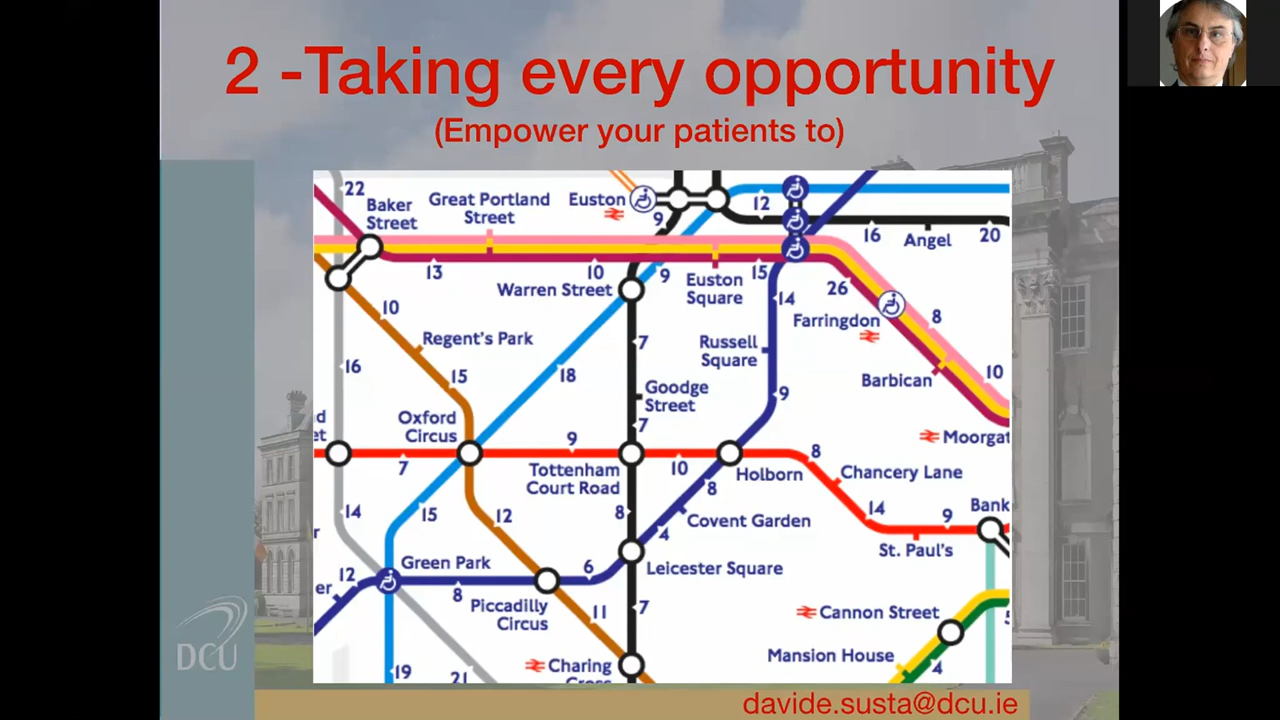 2 -Taking every opportunity
(Empower your patients to)
22
Baker
Street
Great Portland
Street
Euston
9
12
16
Angel
20
13
10
9
Euston
Square
15
14
26
Warren Street
Farringdon
8
10
Regent's Park
7
Russell
Square
16
15
18
Barbican
10
Goodge
Street
9
Oxford
Circus
7
Moorgat
9
8
7
Tottenham
Court Road
10
Holborn
Chancery Lane
8
14
15
12
8
4
Covent Garden
14
9
Bank
St. Paul's
Green Park
12
er
8
6
Leicester Square
Piccadilly
Circus
11
7
Cannon Street
Mansion House
4
19
21
Charing
Cross
DCU
davide.susta@dcu.ie